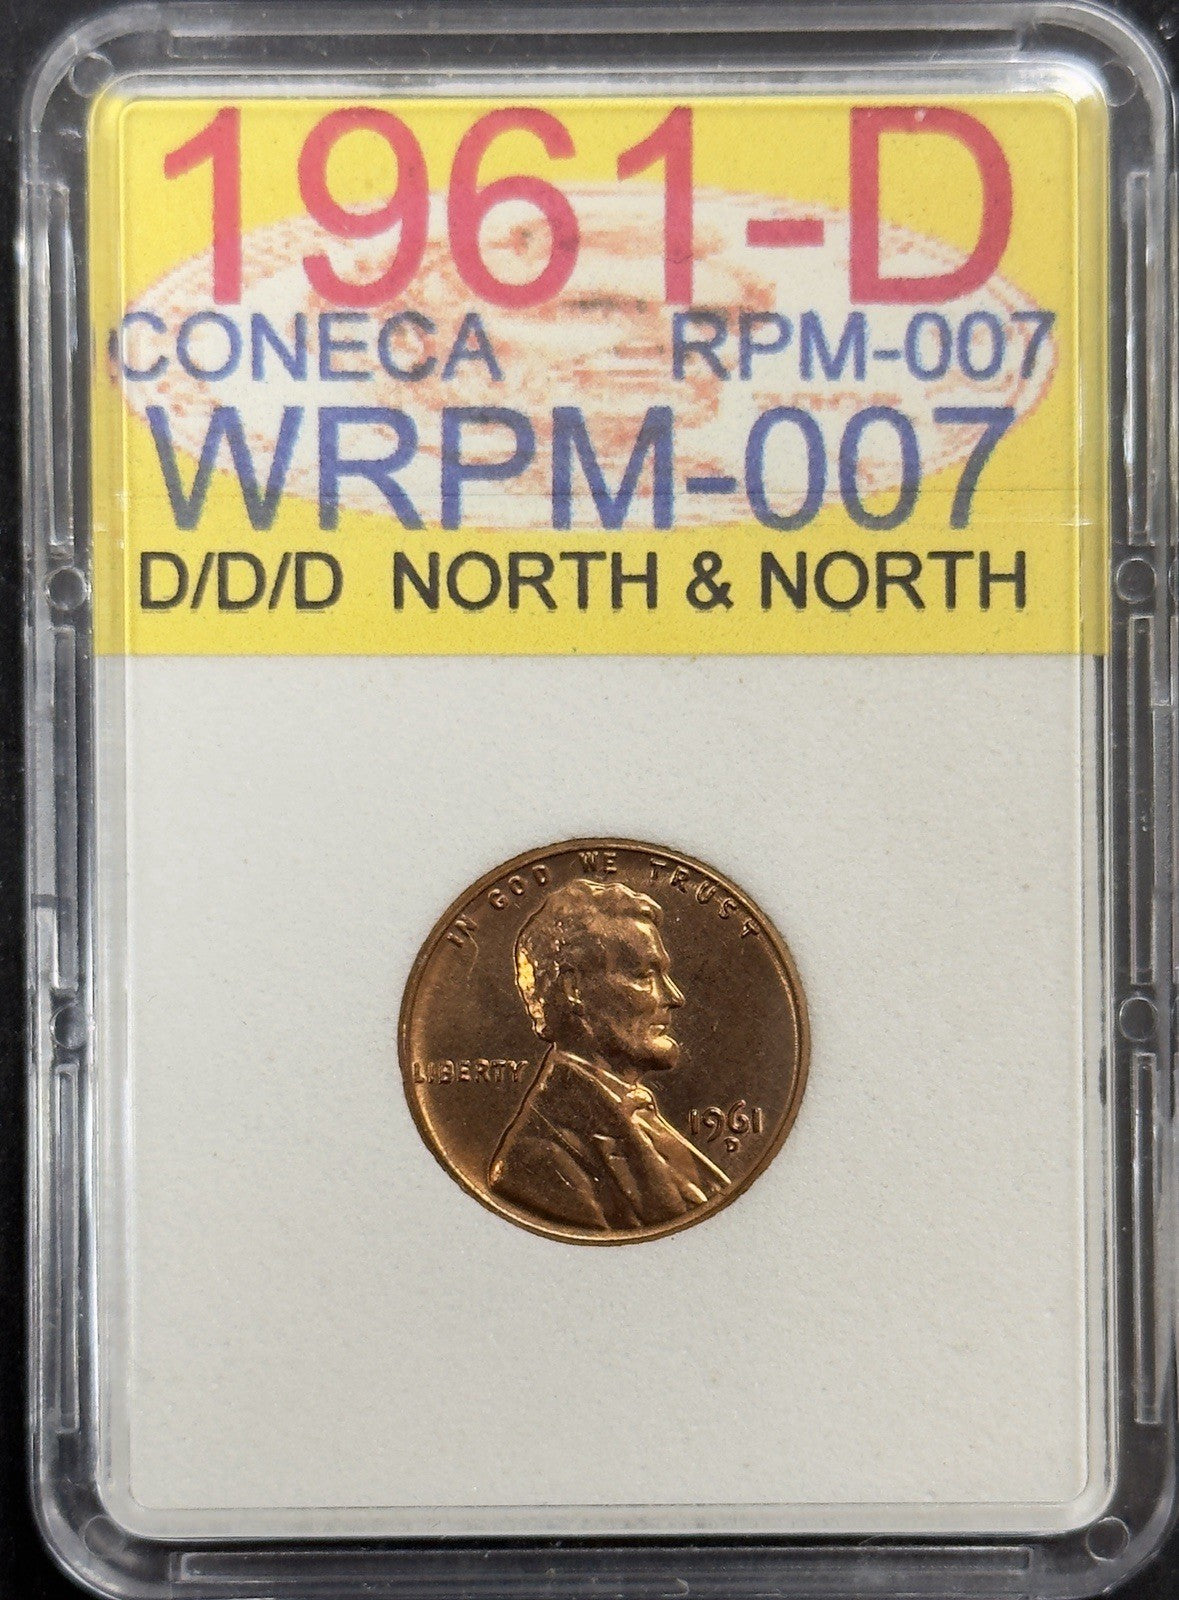 1961-D
CONECA RPM-007
WRPM-007
D/D/D NORTH & NORTH
IN GOD WE TRUST
LIBERTY
1961
D